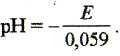 pH = − E / 0,059 .